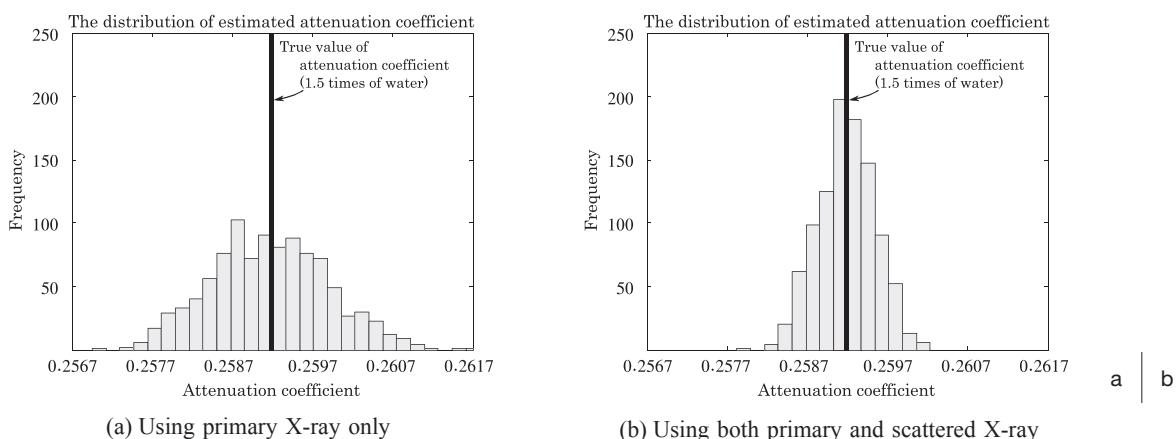 The distribution of estimated attenuation coefficient
250
200
150
100
50
Frequency
True value of
attenuation coefficient
(1.5 times of water)
0.2567 0.2577 0.2587 0.2597 0.2607 0.2617
Attenuation coefficient
(a) Using primary X-ray only
The distribution of estimated attenuation coefficient
250
200
150
100
50
Frequency
True value of
attenuation coefficient
(1.5 times of water)
0.2567 0.2577 0.2587 0.2597 0.2607 0.2617
Attenuation coefficient
(b) Using both primary and scattered X-ray
a | b